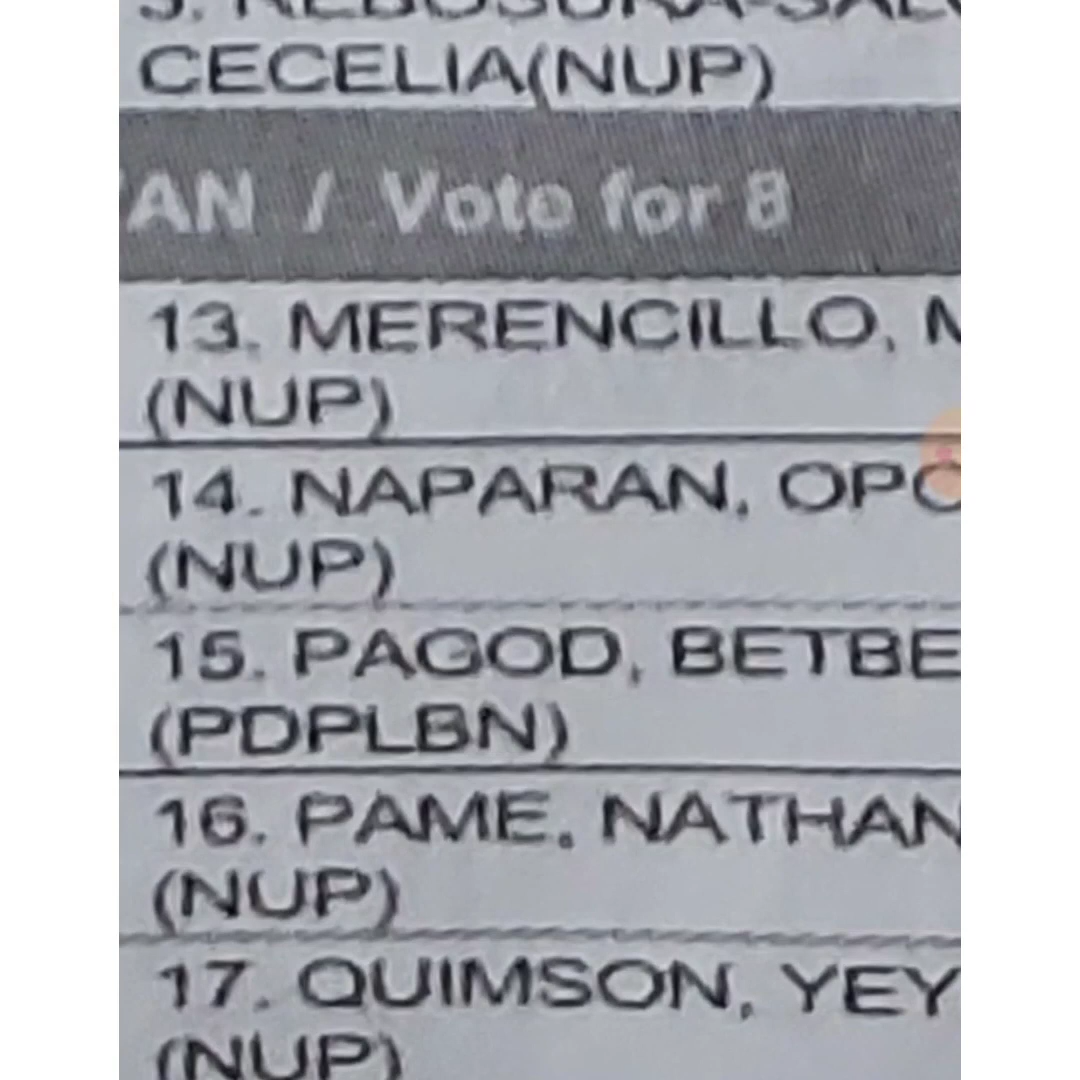 CECELIA(NUP)
AN / Vote for 8
13. MERENCILLO, M
(NUP)
14. NAPARAN, OPO
(NUP)
15. PAGOD, BETBE
(PDPLBN)
16. PAME, NATHAN
(NUP)
17. QUIMSON, YEY
(NUP)